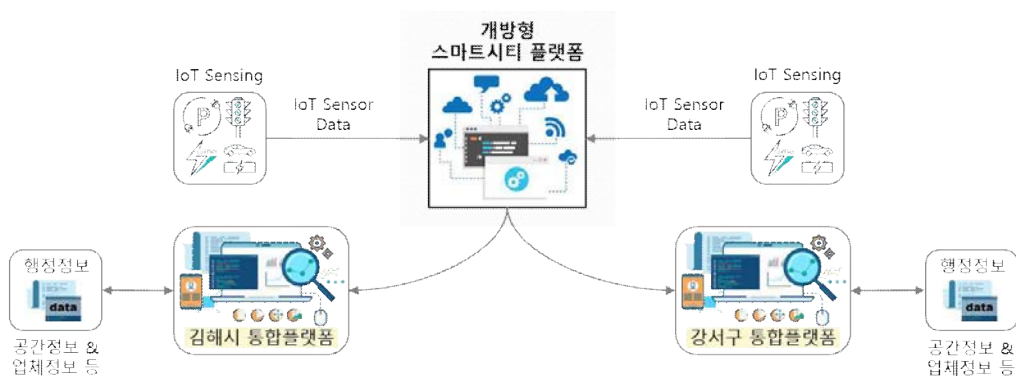 개방형
스마트시티 플랫폼
IoT Sensing
P
IoT Sensor
Data
IoT Sensing
P
IoT Sensor
Data
행정정보
data
공간정보 &
업체정보 등
김해시 통합플랫폼
강서구 통합플랫폼
행정정보
data
공간정보 &
업체정보 등